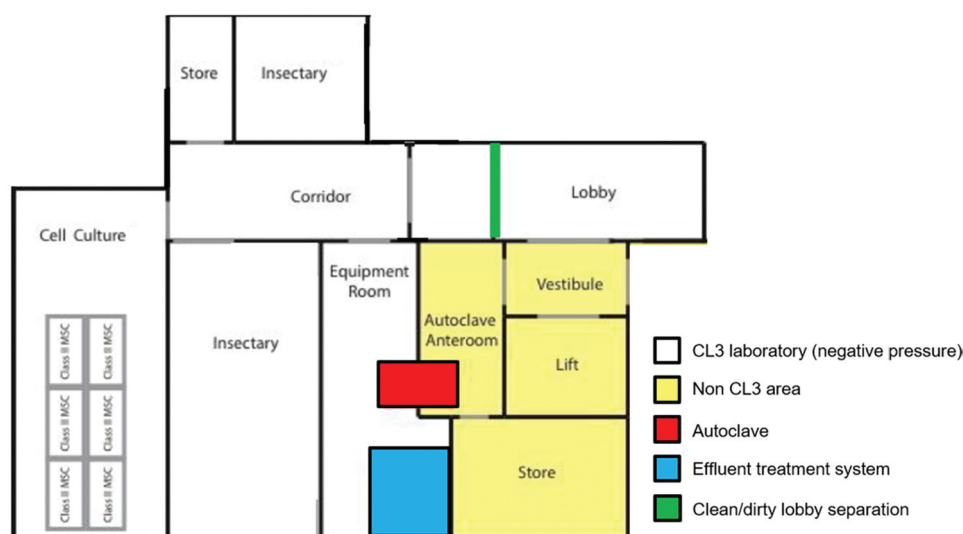 Store
Insectary
Corridor
Lobby
Cell Culture
Equipment
Room
Vestibule
Autoclave
Anteroom
Insectary
Lift
Class II MSC
Class II MSC
Class II MSC
Class II MSC
Class II MSC
Class II MSC
Store
CL3 laboratory (negative pressure)
Non CL3 area
Autoclave
Effluent treatment system
Clean/dirty lobby separation